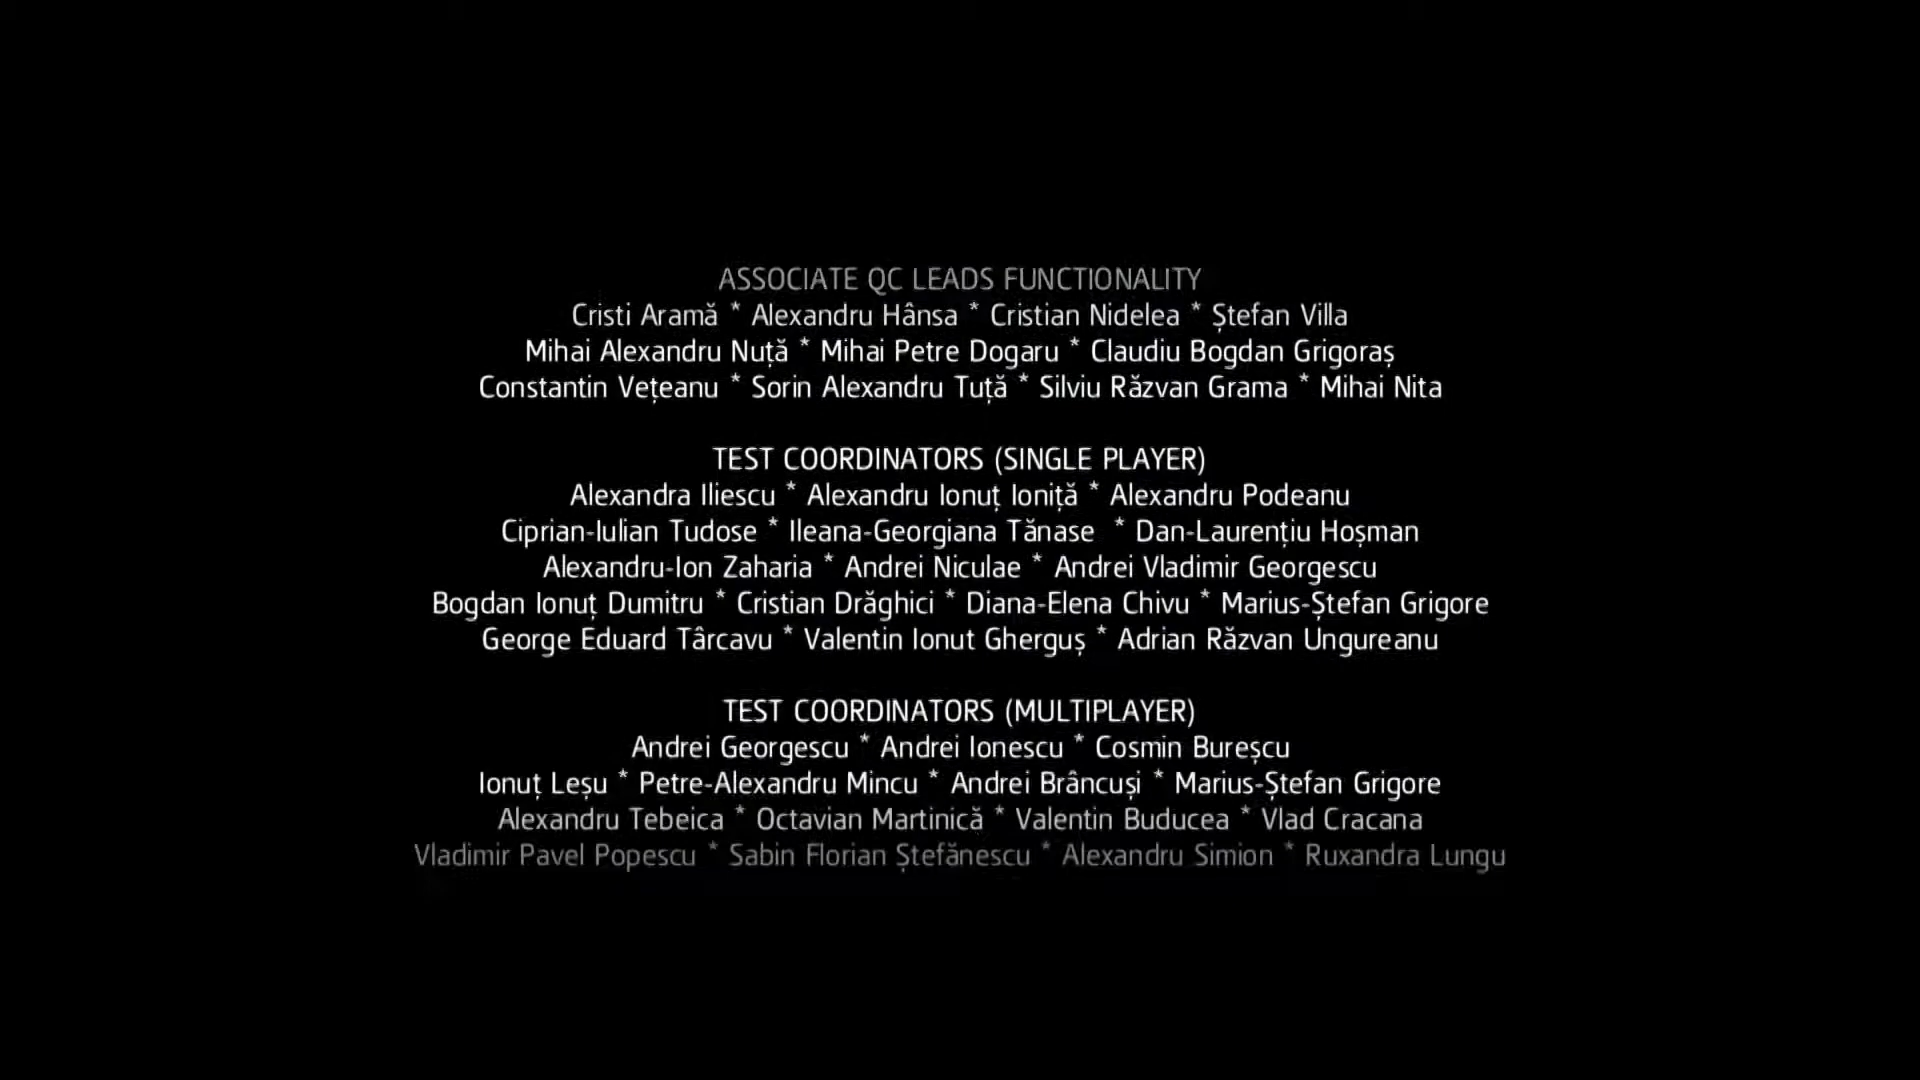 ASSOCIATE QC LEADS FUNCTIONALITY
Cristi Aramă * Alexandru Hânsa * Cristian Nidelea * Ștefan Villa
Mihai Alexandru Nuță * Mihai Petre Dogaru * Claudiu Bogdan Grigoraș
Constantin Vețeanu * Sorin Alexandru Tuță * Silviu Răzvan Grama * Mihai Nita
TEST COORDINATORS (SINGLE PLAYER)
Alexandra Iliescu * Alexandru Ionuț Ioniță * Alexandru Podeanu
Ciprian-Iulian Tudose * Ileana-Georgiana Tănase * Dan-Laurențiu Hoșman
Alexandru-Ion Zaharia * Andrei Niculae * Andrei Vladimir Georgescu
Bogdan Ionuț Dumitru * Cristian Drăghici * Diana-Elena Chivu * Marius-Ștefan Grigore
George Eduard Târcavu * Valentin Ionut Gherguș * Adrian Răzvan Ungureanu
TEST COORDINATORS (MULTIPLAYER)
Andrei Georgescu * Andrei Ionescu * Cosmin Bureșcu
Ionuț Leșu * Petre-Alexandru Mincu * Andrei Brâncuși * Marius-Ștefan Grigore
Alexandru Tebeica * Octavian Martinică * Valentin Buducea * Vlad Cracana
Vladimir Pavel Popescu * Sabin Florian Ștefănescu * Alexandru Simion * Ruxandra Lungu